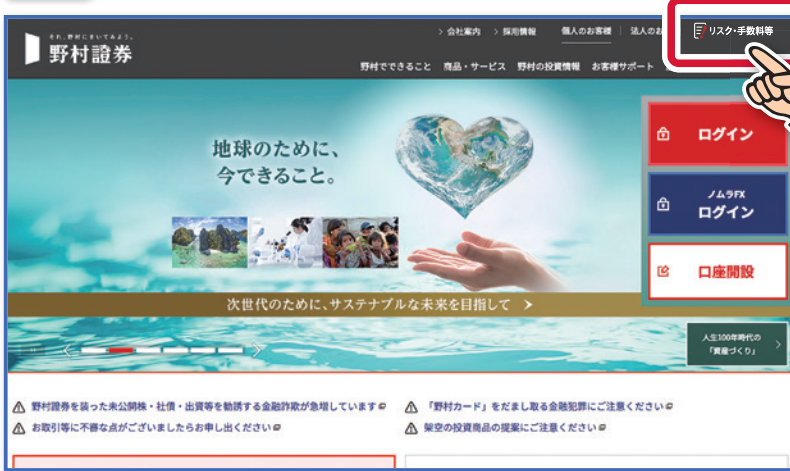 それ、野村にきいてみよう。
野村證券
> 会社案内 > 採用情報 個人のお客様 法人のお
リスク・手数料等
野村でできること 商品・サービス 野村の投資情報 お客様サポート
地球のために、
今できること。
ログイン
ノムラFX
ログイン
口座開設
次世代のために、サステナブルな未来を目指して >
人生100年時代の
「資産づくり」
野村證券を装った未公開株・社債・出資等を勧誘する金融詐欺が急増しています
「野村カード」をだまし取る金融犯罪にご注意ください
お取引等に不審な点がございましたらお申し出ください
架空の投資商品の提案にご注意ください